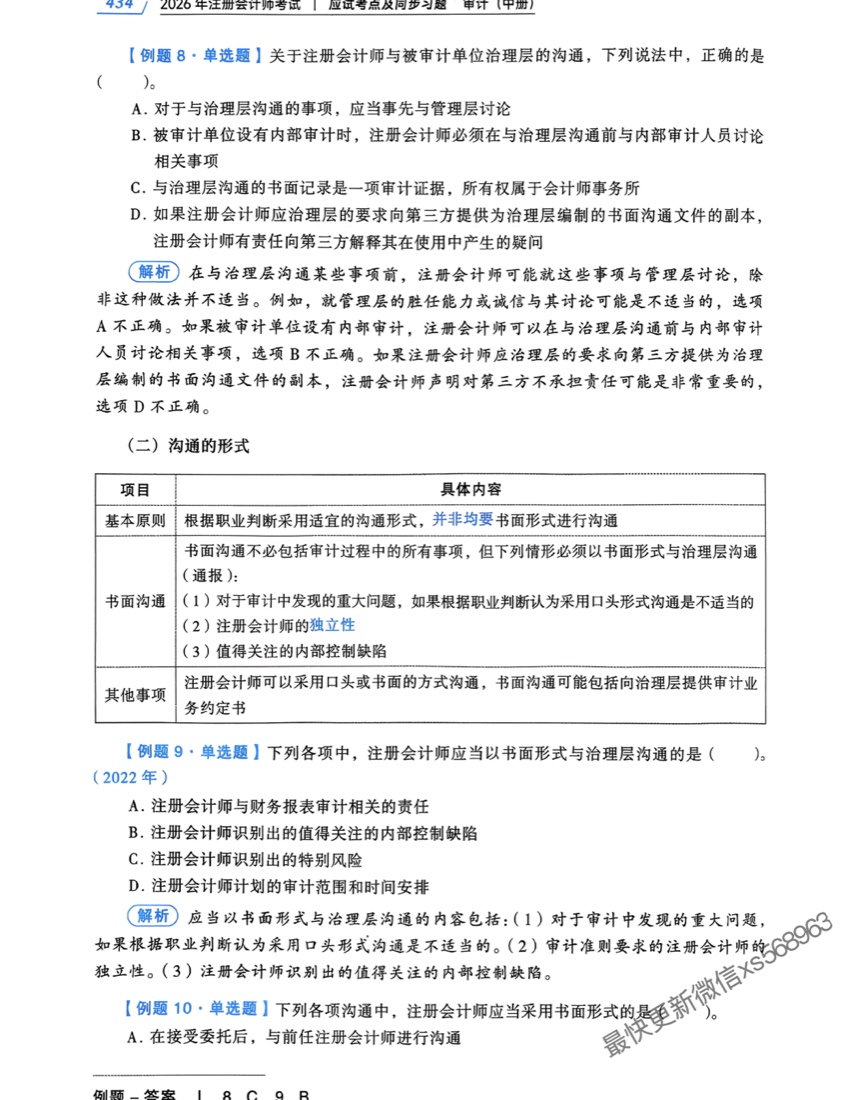 434 / 2026年注册会计师考试 | 应试考点及同步习题 审计（中册）
【例题8·单选题】关于注册会计师与被审计单位治理层的沟通，下列说法中，正确的是
（　　）。
A. 对于与治理层沟通的事项，应当事先与管理层讨论
B. 被审计单位设有内部审计时，注册会计师必须在与治理层沟通前与内部审计人员讨论
相关事项
C. 与治理层沟通的书面记录是一项审计证据，所有权属于会计师事务所
D. 如果注册会计师应治理层的要求向第三方提供为治理层编制的书面沟通文件的副本，
注册会计师有责任向第三方解释其在使用中产生的疑问
解析 在与治理层沟通某些事项前，注册会计师可能就这些事项与管理层讨论，除
非这种做法并不适当。例如，就管理层的胜任能力或诚信与其讨论可能是不适当的，选项
A 不正确。如果被审计单位设有内部审计，注册会计师可以在与治理层沟通前与内部审计
人员讨论相关事项，选项 B 不正确。如果注册会计师应治理层的要求向第三方提供为治理
层编制的书面沟通文件的副本，注册会计师声明对第三方不承担责任可能是非常重要的，
选项 D 不正确。
（二）沟通的形式
项目 具体内容
基本原则 根据职业判断采用适宜的沟通形式，并非均要书面形式进行沟通
书面沟通不必包括审计过程中的所有事项，但下列情形必须以书面形式与治理层沟通
（通报）：
书面沟通 （1）对于审计中发现的重大问题，如果根据职业判断认为采用口头形式沟通是不适当的
（2）注册会计师的独立性
（3）值得关注的内部控制缺陷
其他事项 注册会计师可以采用口头或书面的方式沟通，书面沟通可能包括向治理层提供审计业
务约定书
【例题9·单选题】下列各项中，注册会计师应当以书面形式与治理层沟通的是（　　）。
（2022年）
A. 注册会计师与财务报表审计相关的责任
B. 注册会计师识别出的值得关注的内部控制缺陷
C. 注册会计师识别出的特别风险
D. 注册会计师计划的审计范围和时间安排
解析 应当以书面形式与治理层沟通的内容包括：（1）对于审计中发现的重大问题，
如果根据职业判断认为采用口头形式沟通是不适当的。（2）审计准则要求的注册会计师的
独立性。（3）注册会计师识别出的值得关注的内部控制缺陷。
【例题10·单选题】下列各项沟通中，注册会计师应当采用书面形式的是（　　）。
A. 在接受委托后，与前任注册会计师进行沟通
最快更新微信xs568963
例题－答案 | 8 C 9 B